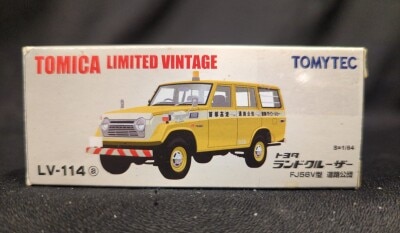 TOMICA LIMITED VINTAGE
TOMYTEC
S=1/64
トヨタ
ランドクルーザー
LV-114 ⓐ
FJ56V型 道路公団